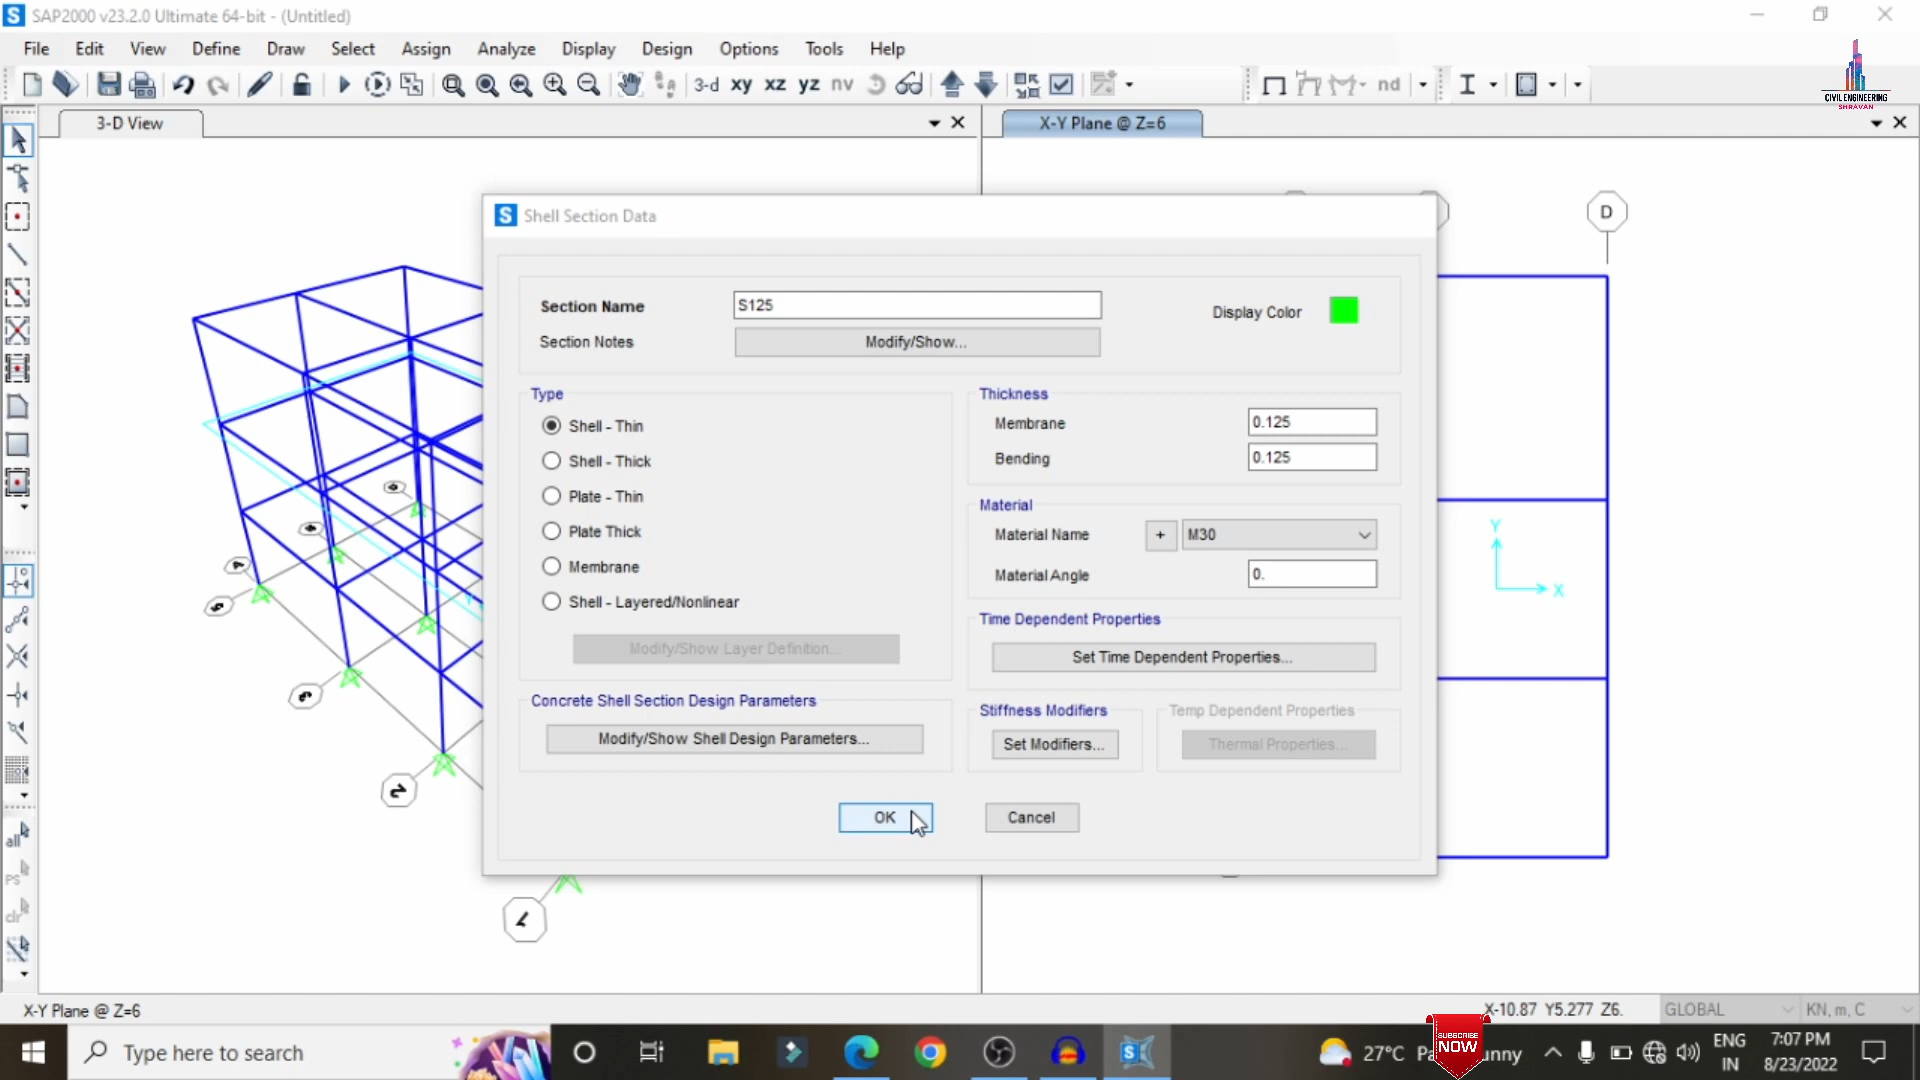 SAP2000 v23.2.0 Ultimate 64-bit - (Untitled)
File Edit View Define Draw Select Assign Analyze Display Design Options Tools Help
3-d xy xz yz nv nd
CIVIL ENGINEERING
SHRAVAN
3-D View
X-Y Plane @ Z=6
D
Shell Section Data
Section Name S125 Display Color
Section Notes Modify/Show...
Type
Shell - Thin
Shell - Thick
Plate - Thin
Plate Thick
Membrane
Shell - Layered/Nonlinear
Modify/Show Layer Definition...
Concrete Shell Section Design Parameters
Modify/Show Shell Design Parameters...
Thickness
Membrane 0.125
Bending 0.125
Material
Material Name + M30
Material Angle 0.
Time Dependent Properties
Set Time Dependent Properties...
Stiffness Modifiers
Set Modifiers...
Temp Dependent Properties
Thermal Properties...
OK Cancel
Y
X
all
PS
clr
X-Y Plane @ Z=6
X-10.87 Y5.277 Z6.
GLOBAL
KN, m, C
Type here to search
SUBSCRIBE
NOW
27°C
ENG
IN
7:07 PM
8/23/2022